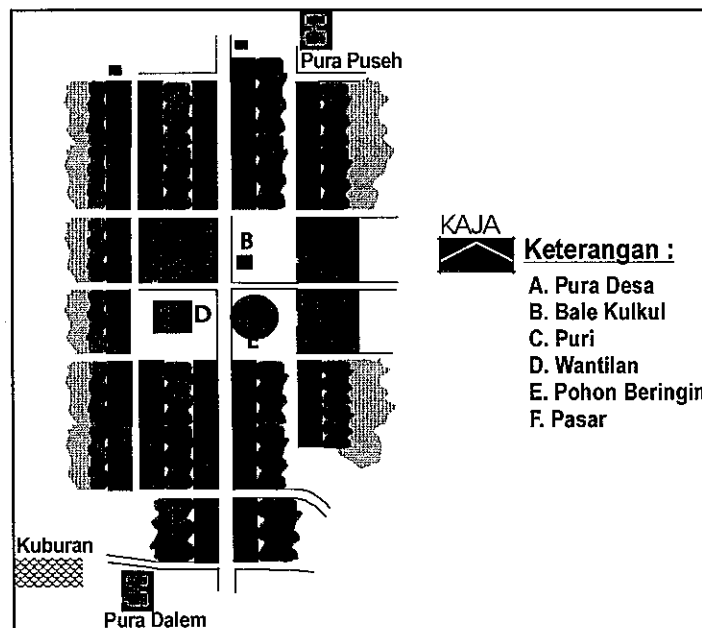 Pura Puseh
B
KAJA
Keterangan :
A. Pura Desa
B. Bale Kulkul
C. Puri
D. Wantilan
E. Pohon Beringin
F. Pasar
D
E
Kuburan
Pura Dalem